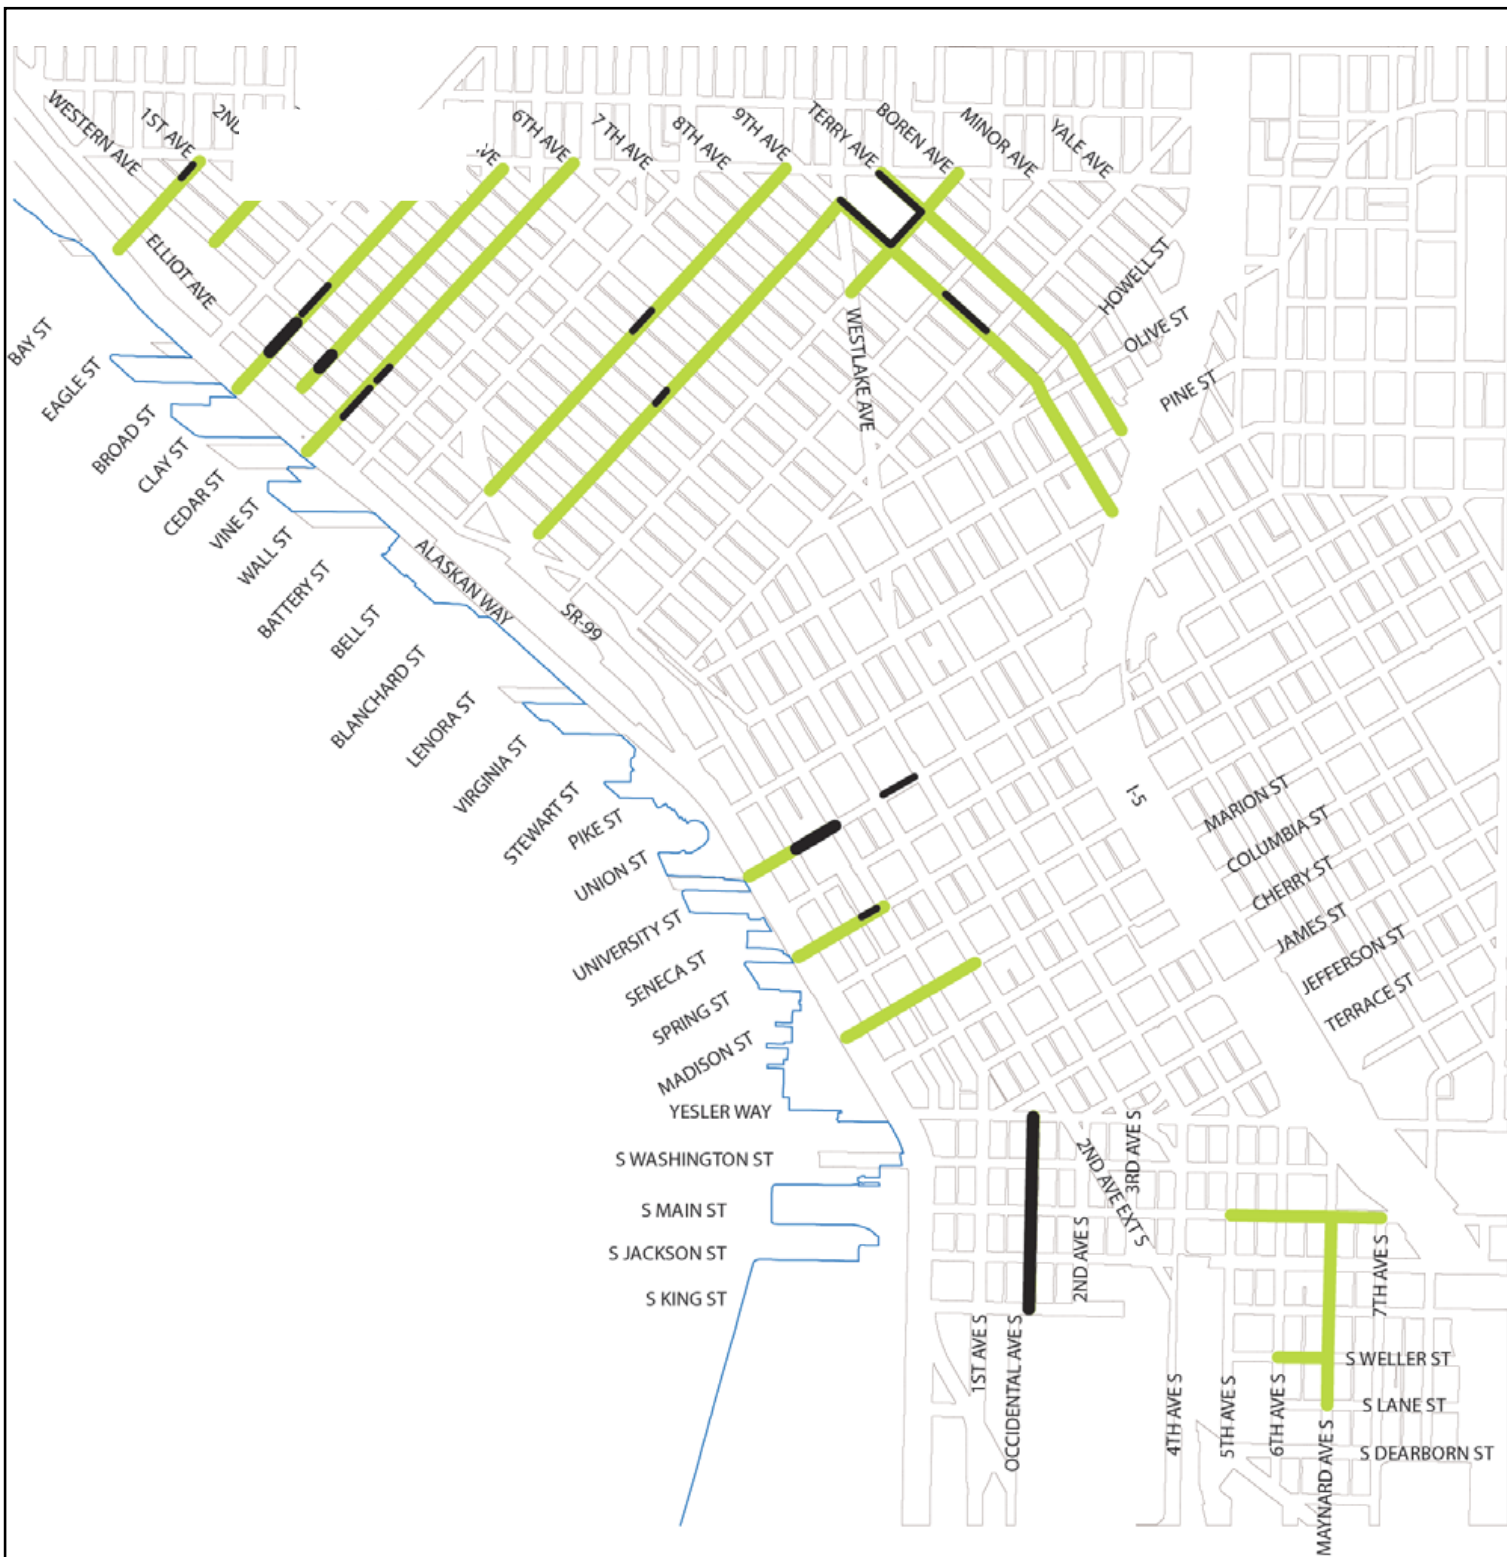 WESTERN AVE
1ST AVE
6TH AVE
7 TH AVE
8TH AVE
9TH AVE
TERRY AVE
BOREN AVE
MINOR AVE
YALE AVE
ELLIOT AVE
HOWELL ST
OLIVE ST
PINE ST
WESTLAKE AVE
BAY ST
EAGLE ST
BROAD ST
CLAY ST
CEDAR ST
VINE ST
WALL ST
BATTERY ST
BELL ST
BLANCHARD ST
LENORA ST
VIRGINIA ST
STEWART ST
PIKE ST
UNION ST
UNIVERSITY ST
SENECA ST
SPRING ST
MADISON ST
YESLER WAY
S WASHINGTON ST
S MAIN ST
S JACKSON ST
S KING ST
ALASKAN WAY
SR-99
I-5
MARION ST
COLUMBIA ST
CHERRY ST
JAMES ST
JEFFERSON ST
TERRACE ST
1ST AVE S
OCCIDENTAL AVE S
2ND AVE S
2ND AVE EXT S
3RD AVE S
4TH AVE S
5TH AVE S
6TH AVE S
MAYNARD AVE S
7TH AVE S
S WELLER ST
S LANE ST
S DEARBORN ST